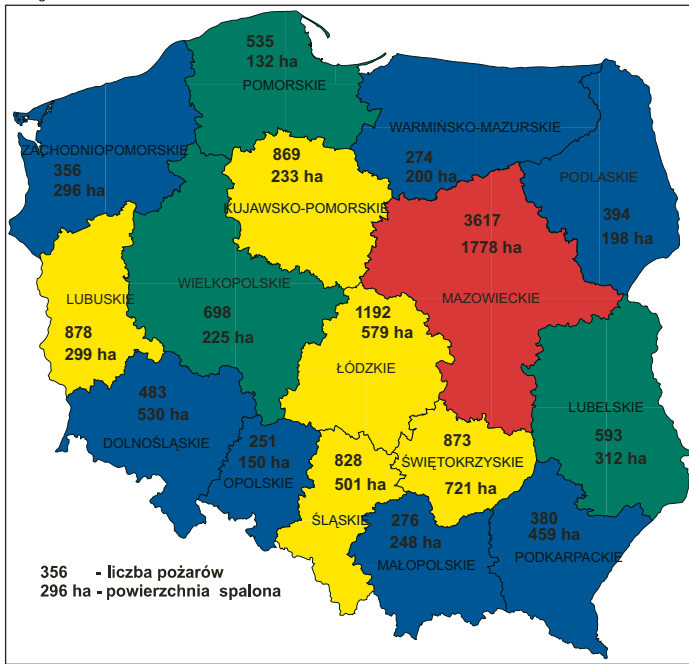 535
132 ha
POMORSKIE
WARMIŃSKO-MAZURSKIE
274
200 ha
ZACHODNIOPOMORSKIE
356
296 ha
869
233 ha
KUJAWSKO-POMORSKIE
PODLASKIE
394
198 ha
3617
1778 ha
MAZOWIECKIE
WIELKOPOLSKIE
698
225 ha
LUBUSKIE
878
299 ha
1192
579 ha
ŁÓDZKIE
LUBELSKIE
593
312 ha
483
530 ha
DOLNOŚLĄSKIE
251
150 ha
OPOLSKIE
828
501 ha
ŚLĄSKIE
873
ŚWIĘTOKRZYSKIE
721 ha
276
248 ha
MAŁOPOLSKIE
380
459 ha
PODKARPACKIE
356 - liczba pożarów
296 ha - powierzchnia spalona